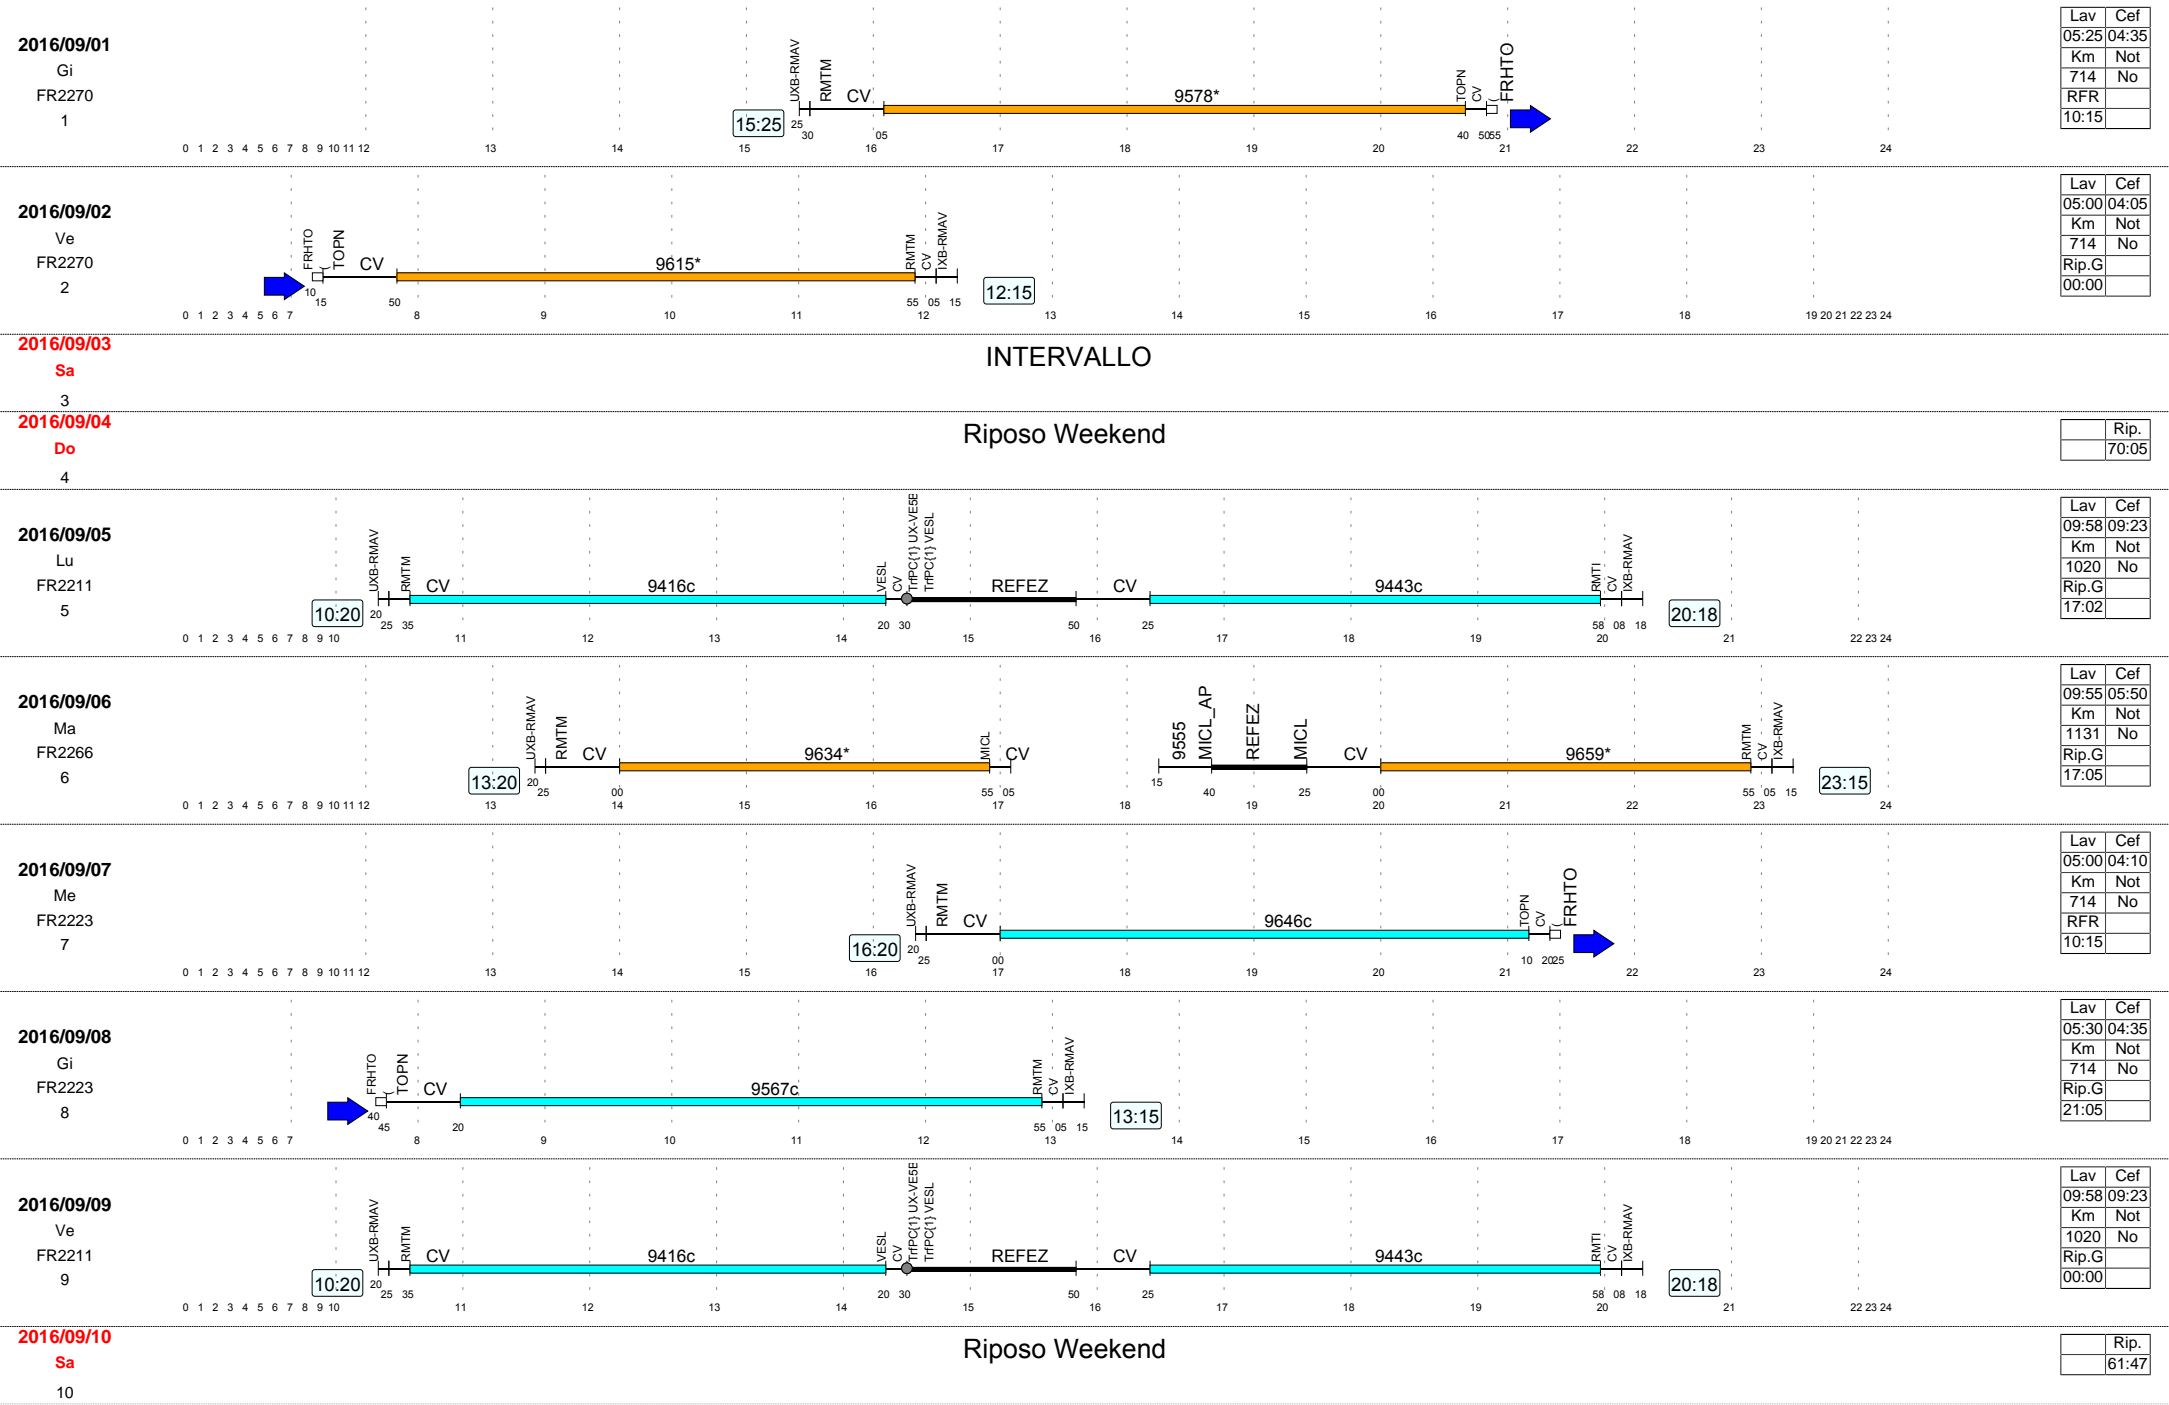 2016/09/01
Gi
FR2270
1
15:25
UXB-RMAV RMTM CV 9578* TOPN CV ( FRHTO
25 30 05 40 50 55
0 1 2 3 4 5 6 7 8 9 10 11 12 13 14 15 16 17 18 19 20 21 22 23 24
Lav Cef
05:25 04:35
Km Not
714 No
RFR
10:15
2016/09/02
Ve
FR2270
2
FRHTO ( TOPN CV 9615* RMTM CV IXB-RMAV
10 15 50 55 05 15
12:15
0 1 2 3 4 5 6 7 8 9 10 11 12 13 14 15 16 17 18 19 20 21 22 23 24
Lav Cef
05:00 04:05
Km Not
714 No
Rip.G
00:00
2016/09/03
Sa
3
INTERVALLO
2016/09/04
Do
4
Riposo Weekend
Rip.
70:05
2016/09/05
Lu
FR2211
5
10:20
UXB-RMAV RMTM CV 9416c VESL CV TrfPC{1} UX-VE5E TrfPC{1} VESL REFEZ CV 9443c RMTI CV IXB-RMAV
20 25 35 20 30 50 25 58 08 18
20:18
0 1 2 3 4 5 6 7 8 9 10 11 12 13 14 15 16 17 18 19 20 21 22 23 24
Lav Cef
09:58 09:23
Km Not
1020 No
Rip.G
17:02
2016/09/06
Ma
FR2266
6
13:20
UXB-RMAV RMTM CV 9634* MICL CV 9555 MICL_AP REFEZ MICL CV 9659* RMTM CV IXB-RMAV
20 25 00 55 05 15 40 25 00 55 05 15
23:15
0 1 2 3 4 5 6 7 8 9 10 11 12 13 14 15 16 17 18 19 20 21 22 23 24
Lav Cef
09:55 05:50
Km Not
1131 No
Rip.G
17:05
2016/09/07
Me
FR2223
7
16:20
UXB-RMAV RMTM CV 9646c TOPN CV ( FRHTO
20 25 00 10 20 25
0 1 2 3 4 5 6 7 8 9 10 11 12 13 14 15 16 17 18 19 20 21 22 23 24
Lav Cef
05:00 04:10
Km Not
714 No
RFR
10:15
2016/09/08
Gi
FR2223
8
FRHTO ( TOPN CV 9567c RMTM CV IXB-RMAV
40 45 20 55 05 15
13:15
0 1 2 3 4 5 6 7 8 9 10 11 12 13 14 15 16 17 18 19 20 21 22 23 24
Lav Cef
05:30 04:35
Km Not
714 No
Rip.G
21:05
2016/09/09
Ve
FR2211
9
10:20
UXB-RMAV RMTM CV 9416c VESL CV TrfPC{1} UX-VE5E TrfPC{1} VESL REFEZ CV 9443c RMTI CV IXB-RMAV
20 25 35 20 30 50 25 58 08 18
20:18
0 1 2 3 4 5 6 7 8 9 10 11 12 13 14 15 16 17 18 19 20 21 22 23 24
Lav Cef
09:58 09:23
Km Not
1020 No
Rip.G
00:00
2016/09/10
Sa
10
Riposo Weekend
Rip.
61:47